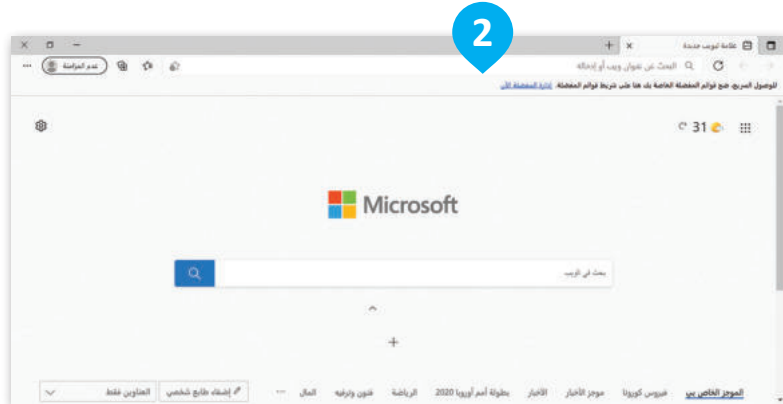 2
علامة تبويب جديدة
البحث عن عنوان ويب أو إدخاله
عدم المزامنة
للوصول السريع، ضع قوائم المفضلة الخاصة بك هنا على شريط قوائم المفضلة. إدارة المفضلة الآن
31 °C
Microsoft
بحث في الويب
الموجز الخاص بي فيروس كورونا موجز الأخبار الأخبار بطولة أمم أوروبا 2020 الرياضة فنون وترفيه المال ... إضفاء طابع شخصي العناوين فقط